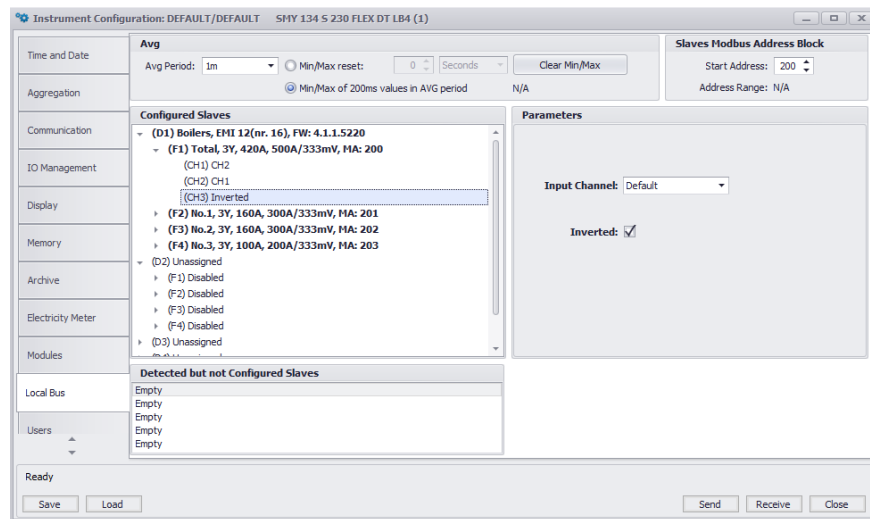 Instrument Configuration: DEFAULT/DEFAULT SMY 134 S 230 FLEX DT LB4 (1)
Time and Date
Aggregation
Communication
IO Management
Display
Memory
Archive
Electricity Meter
Modules
Local Bus
Users
Avg
Avg Period: 1m Min/Max reset: 0 Seconds Clear Min/Max
Min/Max of 200ms values in AVG period N/A
Slaves Modbus Address Block
Start Address: 200
Address Range: N/A
Configured Slaves
(D1) Boilers, EMI 12(nr. 16), FW: 4.1.1.5220
(F1) Total, 3Y, 420A, 500A/333mV, MA: 200
(CH1) CH2
(CH2) CH1
(CH3) Inverted
(F2) No.1, 3Y, 160A, 300A/333mV, MA: 201
(F3) No.2, 3Y, 160A, 300A/333mV, MA: 202
(F4) No.3, 3Y, 100A, 200A/333mV, MA: 203
(D2) Unassigned
(F1) Disabled
(F2) Disabled
(F3) Disabled
(F4) Disabled
(D3) Unassigned
Parameters
Input Channel: Default
Inverted:
Detected but not Configured Slaves
Empty
Empty
Empty
Empty
Empty
Ready
Save Load Send Receive Close